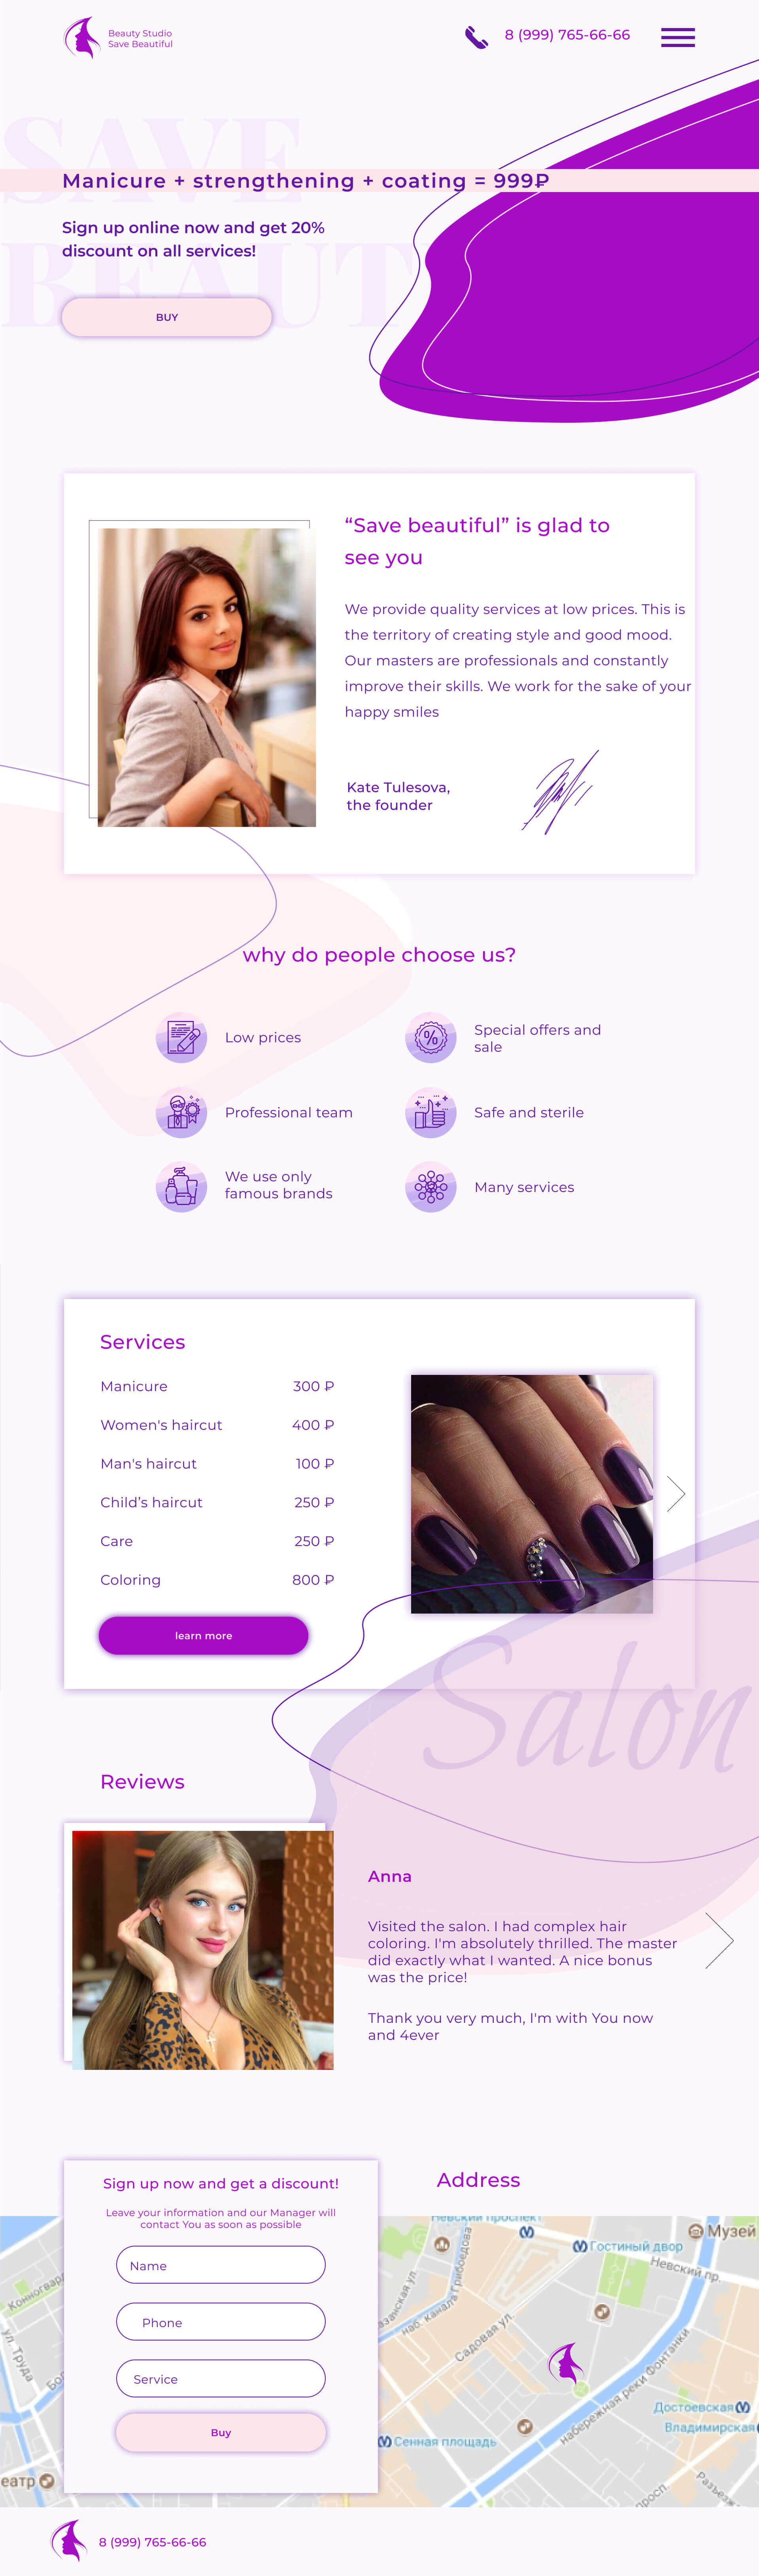 Beauty Studio
Save Beautiful
8 (999) 765-66-66
SAVE
Manicure + strengthening + coating = 999₽
Sign up online now and get 20%
discount on all services!
BEAUT
BUY
“Save beautiful” is glad to
see you
We provide quality services at low prices. This is
the territory of creating style and good mood.
Our masters are professionals and constantly
improve their skills. We work for the sake of your
happy smiles
Kate Tulesova,
the founder
why do people choose us?
Low prices
Special offers and
sale
Professional team
Safe and sterile
We use only
famous brands
Many services
Services
Manicure 300 ₽
Women's haircut 400 ₽
Man's haircut 100 ₽
Child’s haircut 250 ₽
Care 250 ₽
Coloring 800 ₽
learn more
Salon
Reviews
Anna
Visited the salon. I had complex hair
coloring. I'm absolutely thrilled. The master
did exactly what I wanted. A nice bonus
was the price!
Thank you very much, I'm with You now
and 4ever
Sign up now and get a discount!
Leave your information and our Manager will
contact You as soon as possible
Name
Phone
Service
Buy
Address
Невский проспект
Музей
Гостиный двор
Невский пр.
Конногвар
ул. Труда
азанская ул.
наб. канала Грибоедова
Садовая ул.
набережная реки Фонтанки
Достоевская
Владимирская
Сенная площадь
еатр
Разъезж
8 (999) 765-66-66